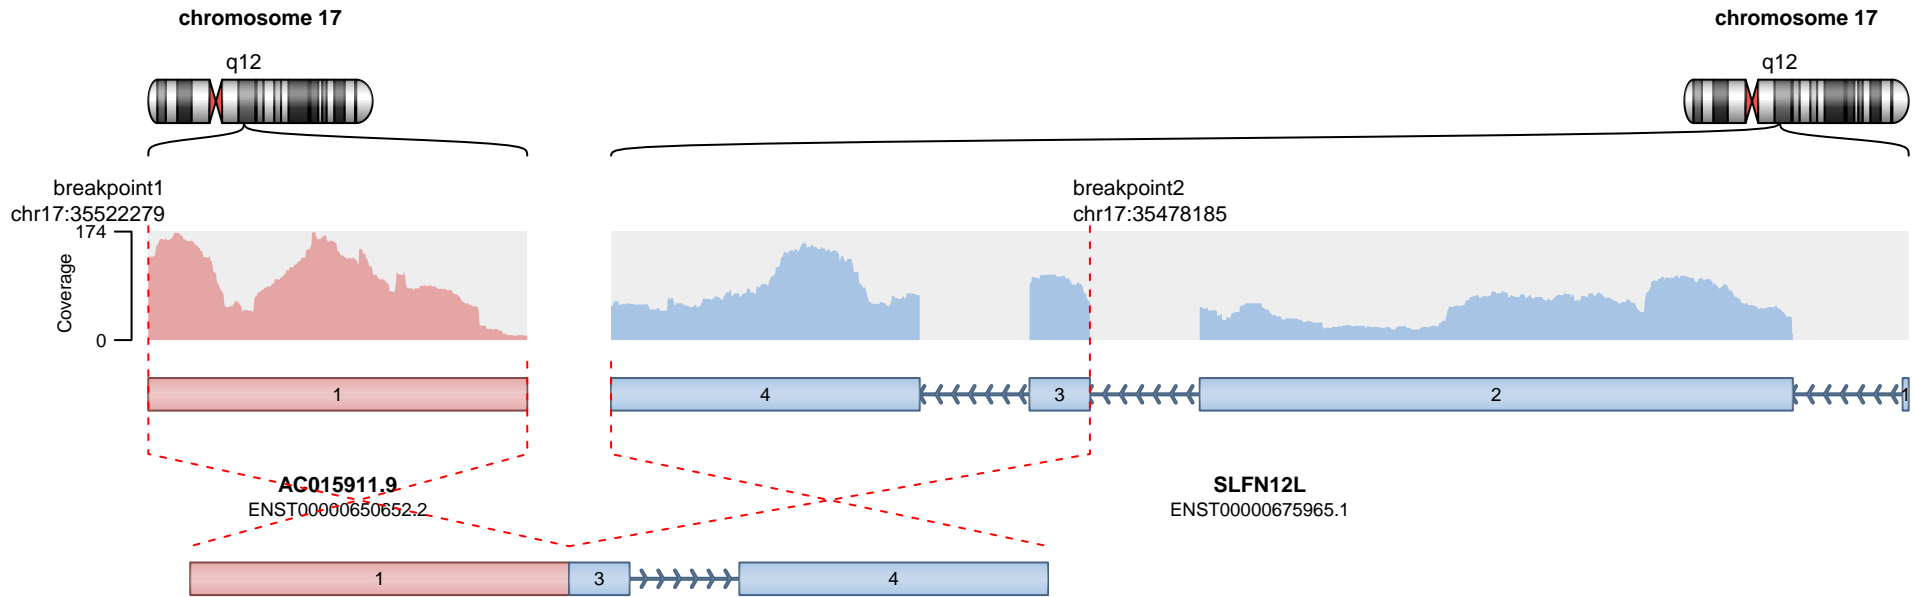 chromosome 17
chromosome 17
q12
q12
breakpoint1
chr17:35522279
breakpoint2
chr17:35478185
174
Coverage
0
1
4
3
2
1
AC015911.9
ENST00000650652.2
SLFN12L
ENST00000675965.1
1
3
4